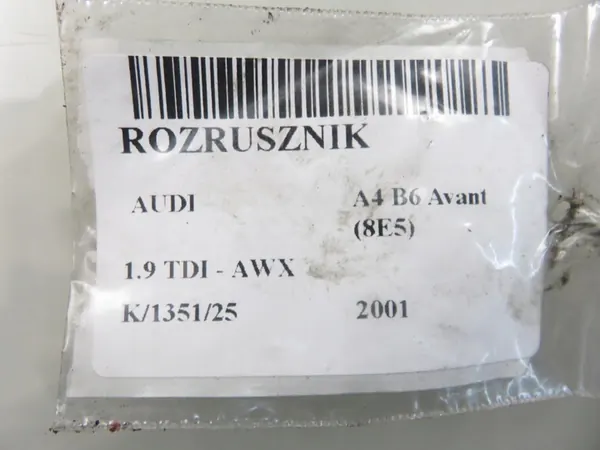 ROZRUSZNIK
AUDI
A4 B6 Avant
(8E5)
1.9 TDI - AWX
K/1351/25
2001